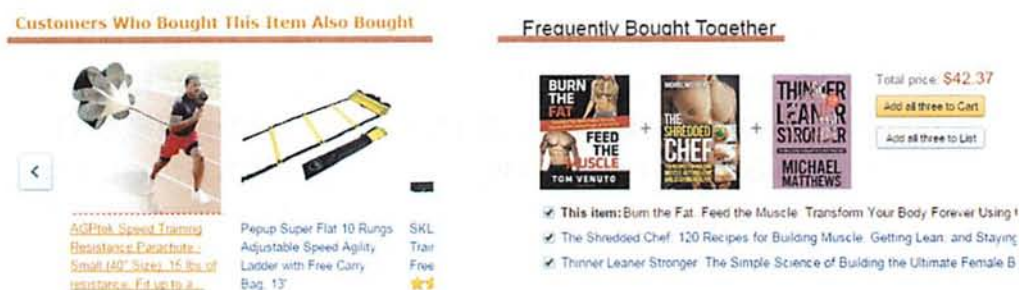 Customers Who Bought This Item Also Bought
AGPtek Speed Training
Resistance Parachute -
Small (40" Size), 15 lbs of
resistance, Fit up to a...
Pepup Super Flat 10 Rungs
Adjustable Speed Agility
Ladder with Free Carry
Bag, 13'
SKL
Trair
Free
Frequently Bought Together
BURN
THE
FAT
FEED
THE
MUSCLE
TOM VENUTO
+
THE
SHREDDED
CHEF
+
THINNER
LEANER
STRONGER
MICHAEL
MATTHEWS
Total price: $42.37
Add all three to Cart
Add all three to List
This item: Burn the Fat, Feed the Muscle: Transform Your Body Forever Using t
The Shredded Chef: 120 Recipes for Building Muscle, Getting Lean, and Staying
Thinner Leaner Stronger: The Simple Science of Building the Ultimate Female B